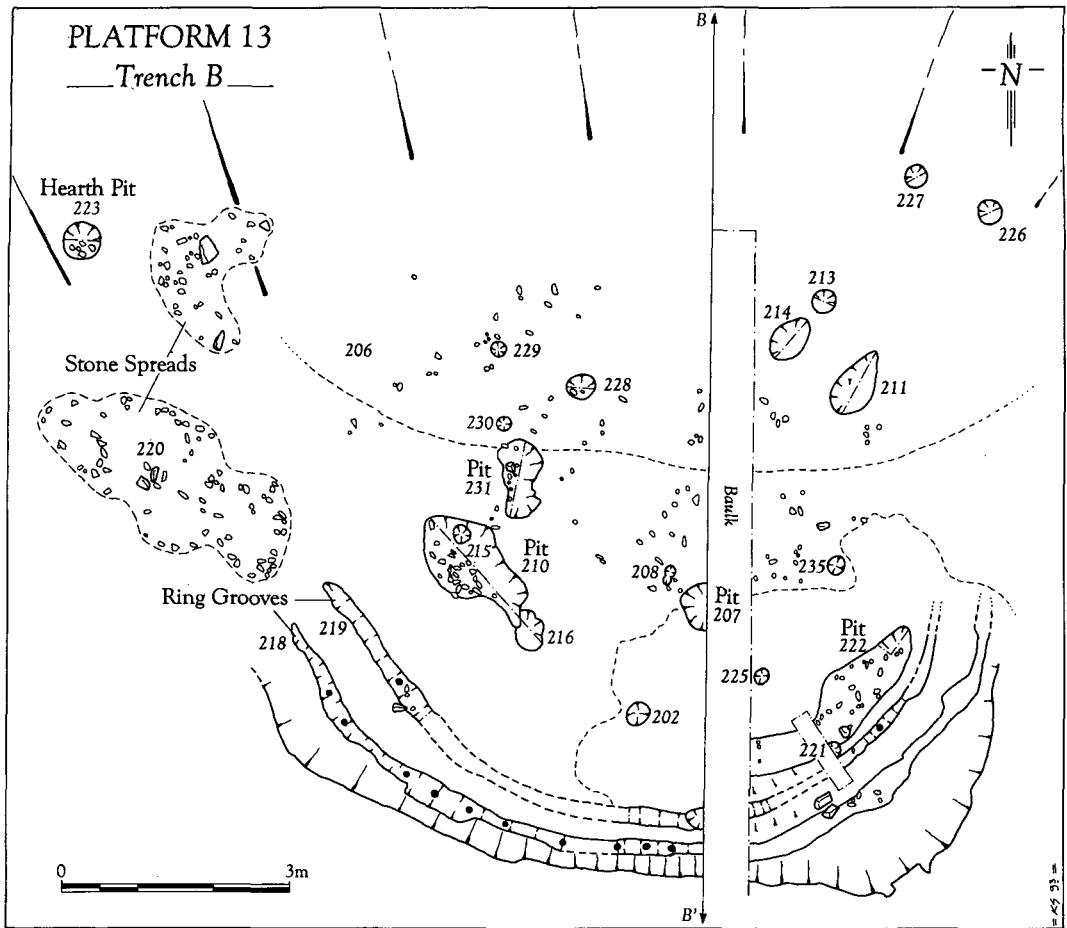 PLATFORM 13
Trench B
B
N
Hearth Pit
223
227
226
213
214
211
206
229
228
230
Stone Spreads
220
Pit
231
Baulk
215
Pit
210
208
235
Pit
207
Ring Grooves
219
218
216
Pit
222
225
202
221
0
3m
B'